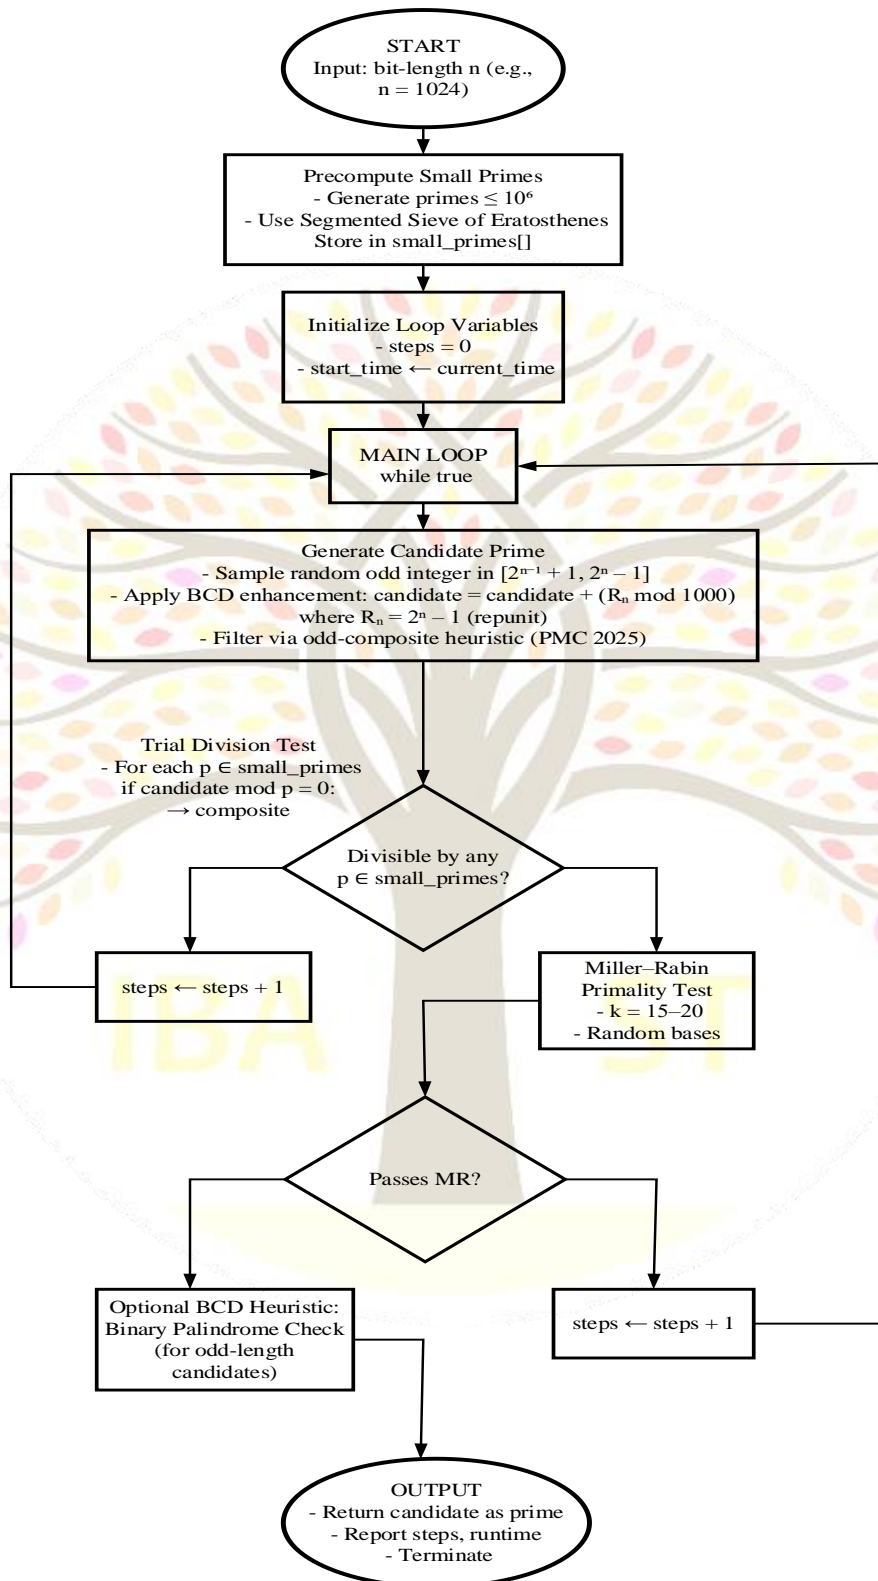 START
Input: bit-length n (e.g.,
n = 1024)
Precompute Small Primes
- Generate primes ≤ 10⁶
- Use Segmented Sieve of Eratosthenes
Store in small_primes[]
Initialize Loop Variables
- steps = 0
- start_time ← current_time
MAIN LOOP
while true
Generate Candidate Prime
- Sample random odd integer in [2ⁿ⁻¹ + 1, 2ⁿ – 1]
- Apply BCD enhancement: candidate = candidate + (Rₙ mod 1000)
where Rₙ = 2ⁿ – 1 (repunit)
- Filter via odd-composite heuristic (PMC 2025)
Trial Division Test
- For each p ∈ small_primes
if candidate mod p = 0:
→ composite
Divisible by any
p ∈ small_primes?
steps ← steps + 1
Miller–Rabin
Primality Test
- k = 15–20
- Random bases
IBA ST
Passes MR?
Optional BCD Heuristic:
Binary Palindrome Check
(for odd-length
candidates)
steps ← steps + 1
OUTPUT
- Return candidate as prime
- Report steps, runtime
- Terminate